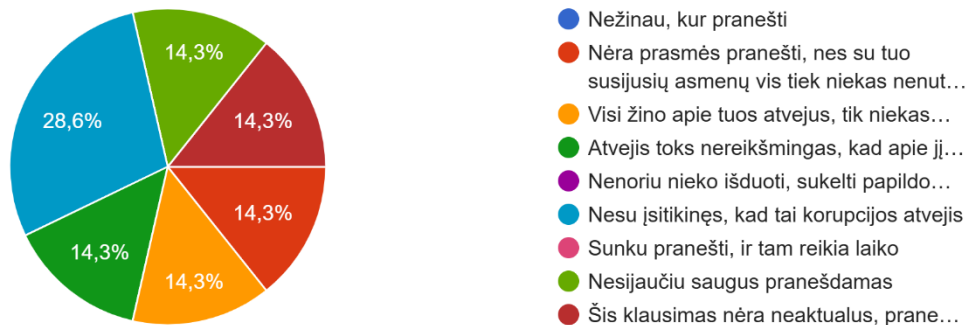 14,3%
14,3%
28,6%
14,3%
14,3%
14,3%
Nežinau, kur pranešti
Nėra prasmės pranešti, nes su tuo
susijusių asmenų vis tiek niekas nenut…
Visi žino apie tuos atvejus, tik niekas…
Atvejis toks nereikšmingas, kad apie jį…
Nenoriu nieko išduoti, sukelti papildo…
Nesu įsitikinęs, kad tai korupcijos atvejis
Sunku pranešti, ir tam reikia laiko
Nesijaučiu saugus pranešdamas
Šis klausimas nėra neaktualus, prane…